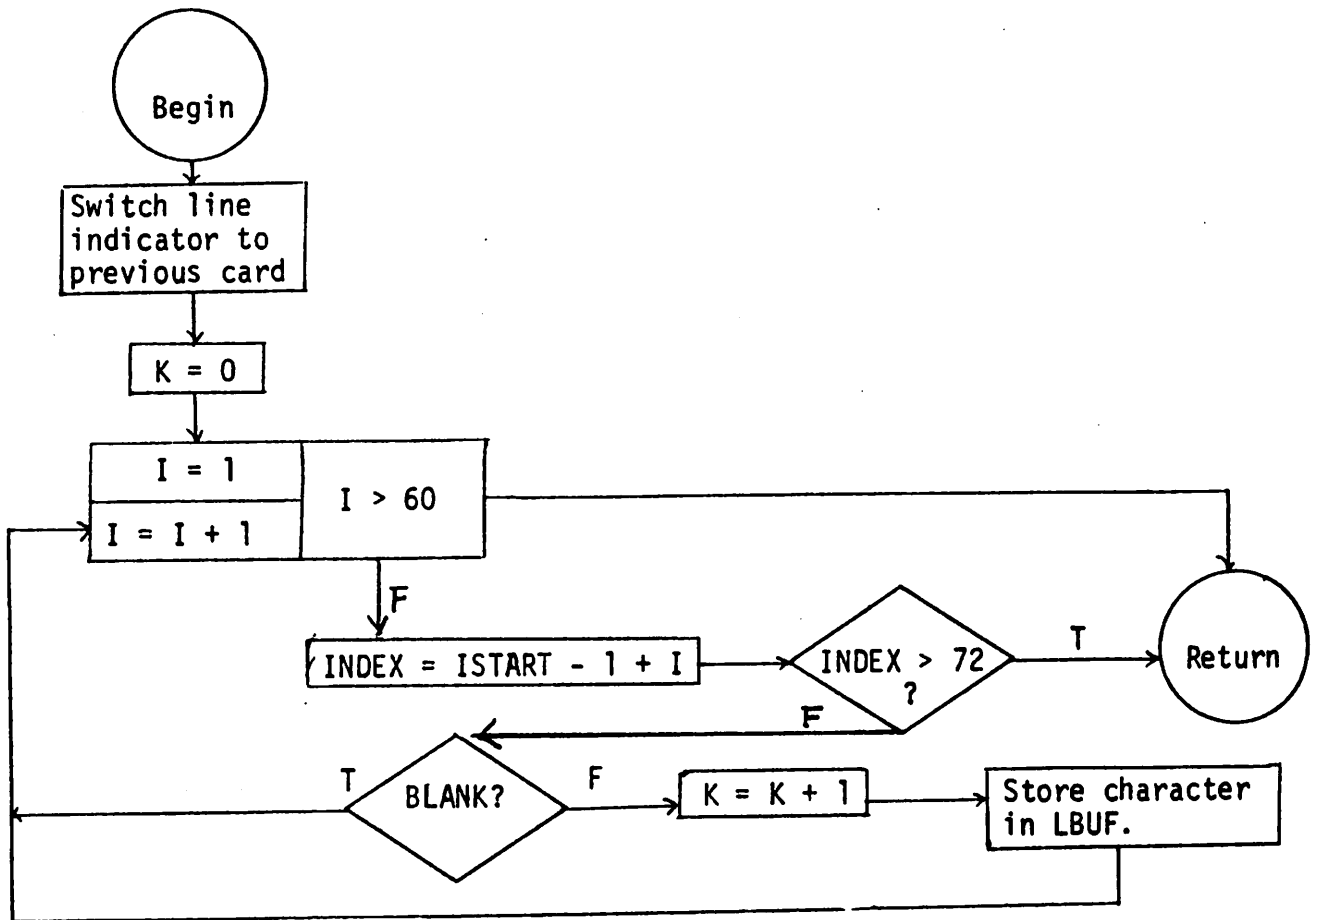 Begin
Switch line
indicator to
previous card
K = 0
I = 1
I = I + 1
I > 60
F
INDEX = ISTART - 1 + I
INDEX > 72
?
T
Return
F
BLANK?
T
F
K = K + 1
Store character
in LBUF.